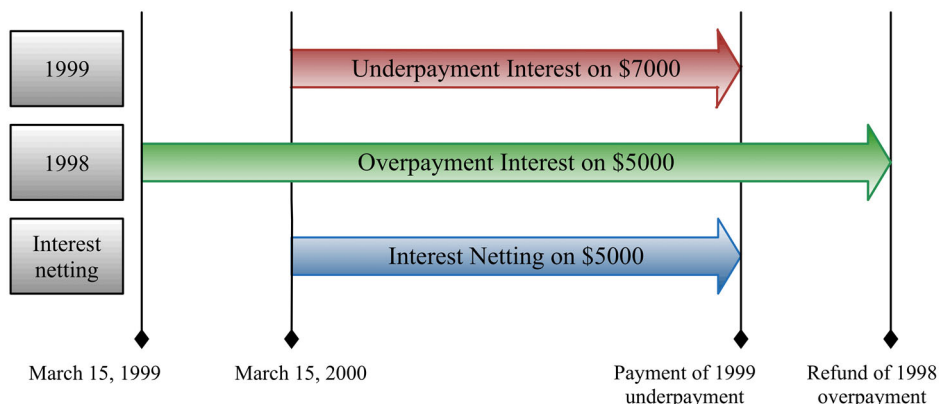 1999
Underpayment Interest on $7000
1998
Overpayment Interest on $5000
Interest
netting
Interest Netting on $5000
March 15, 1999
March 15, 2000
Payment of 1999
underpayment
Refund of 1998
overpayment